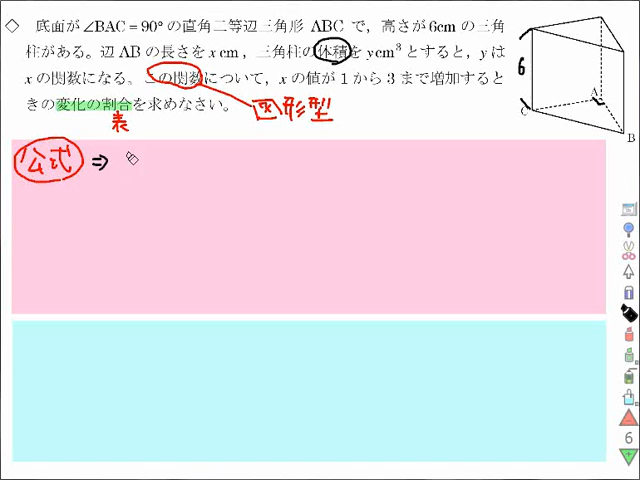 ◇ 底面が∠BAC=90°の直角二等辺三角形 ABC で，高さが6cm の三角
柱がある。辺 AB の長さを x cm，三角柱の体積を y cm³ とすると，y は
x の関数になる。この関数について，x の値が 1 から 3 まで増加すると
きの変化の割合を求めなさい。
図形型
表
6
A
C
B
公式 ⇒
6